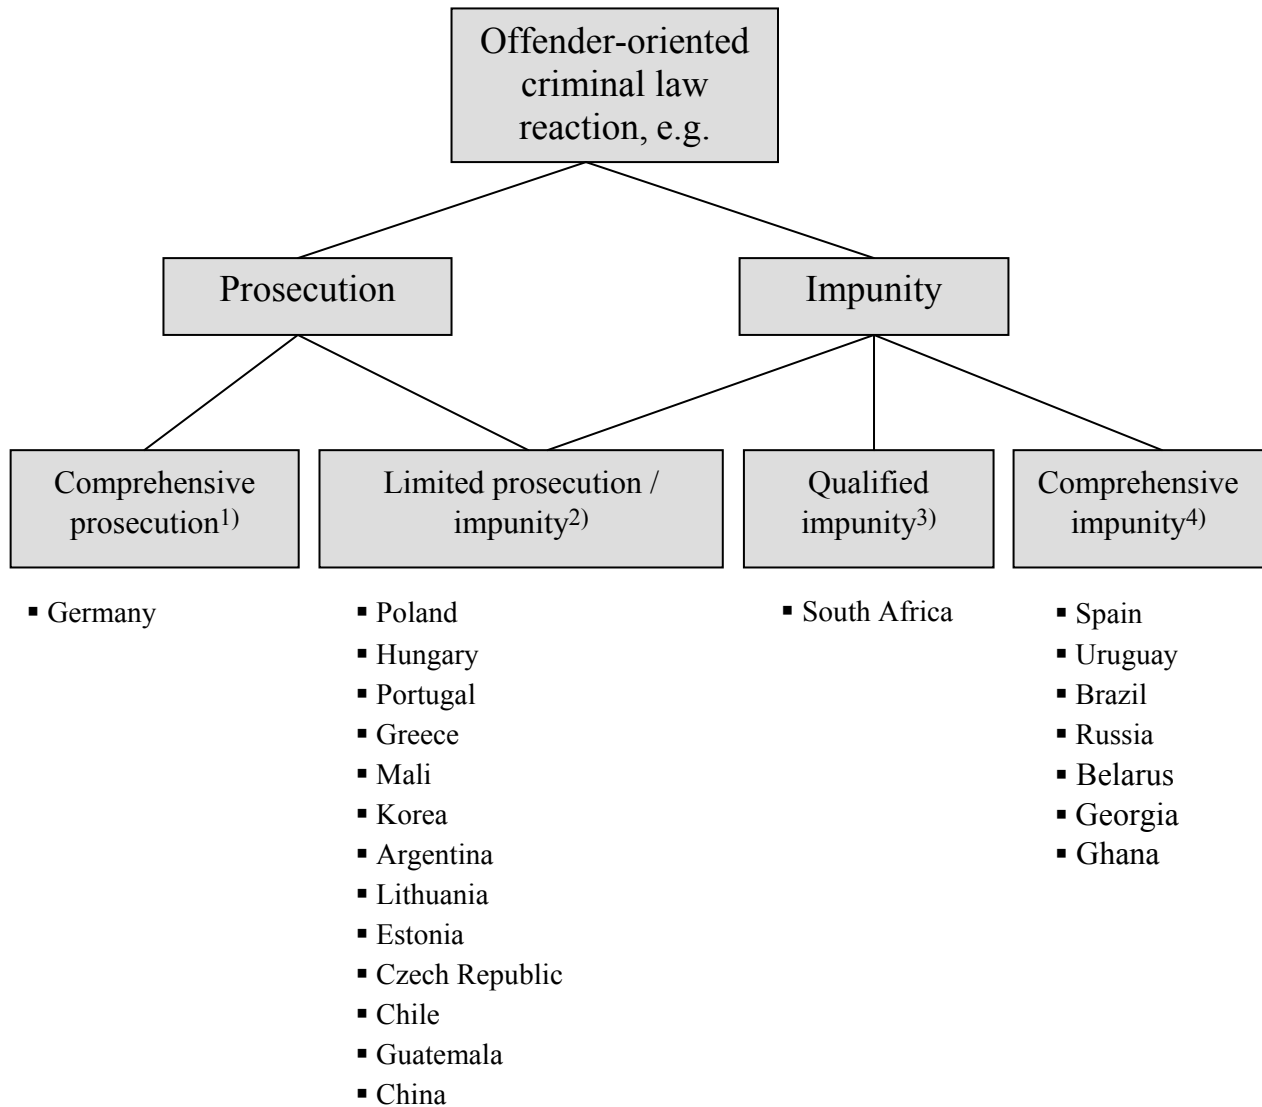 Offender-oriented
criminal law
reaction, e.g.
Prosecution
Impunity
Comprehensive
prosecution1)
Limited prosecution /
impunity2)
Qualified
impunity3)
Comprehensive
impunity4)
▪ Germany
▪ Poland
▪ Hungary
▪ Portugal
▪ Greece
▪ Mali
▪ Korea
▪ Argentina
▪ Lithuania
▪ Estonia
▪ Czech Republic
▪ Chile
▪ Guatemala
▪ China
▪ South Africa
▪ Spain
▪ Uruguay
▪ Brazil
▪ Russia
▪ Belarus
▪ Georgia
▪ Ghana